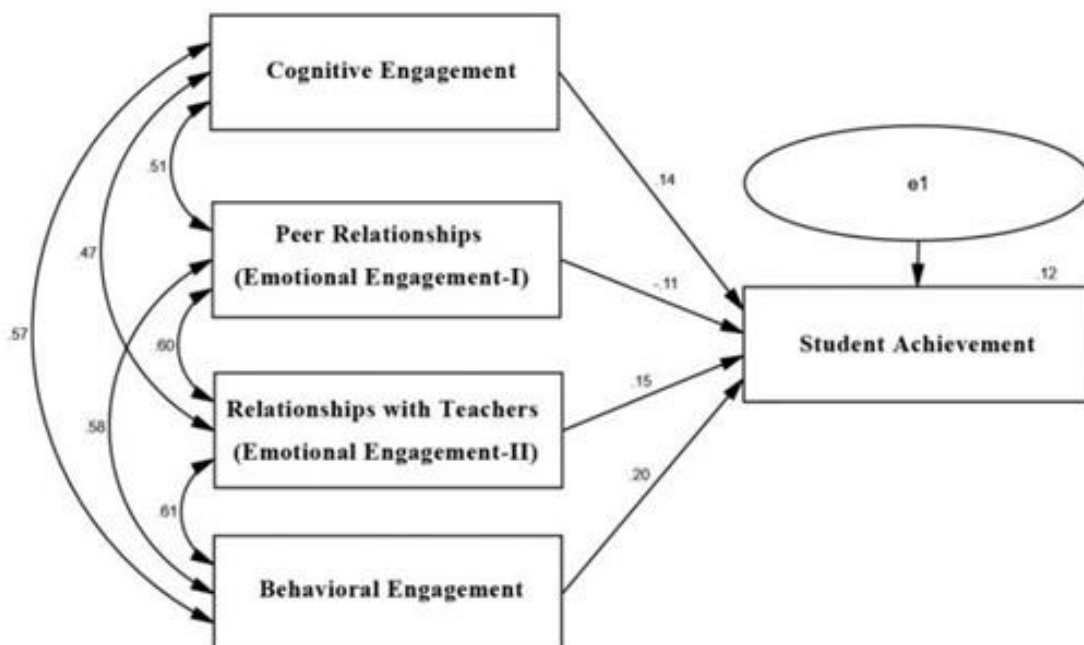 Cognitive Engagement
.51
.14
e1
Peer Relationships
(Emotional Engagement-I)
.47
-.11
.12
Student Achievement
.57
.60
.15
Relationships with Teachers
(Emotional Engagement-II)
.58
.20
.61
Behavioral Engagement